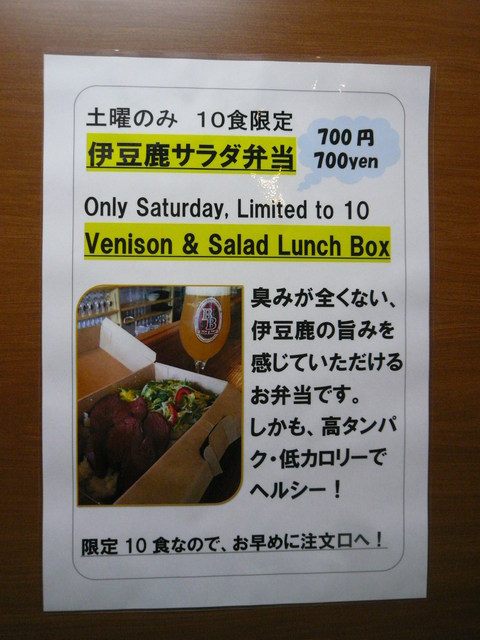 土曜のみ 10食限定
伊豆鹿サラダ弁当
700円
700yen
Only Saturday, Limited to 10
Venison & Salad Lunch Box
臭みが全くない、
伊豆鹿の旨みを
感じていただける
お弁当です。
しかも、高タンパ
ク・低カロリーで
ヘルシー！
限定10食なので、お早めに注文口へ！